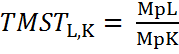 TMST_L,K = MpL/MpK